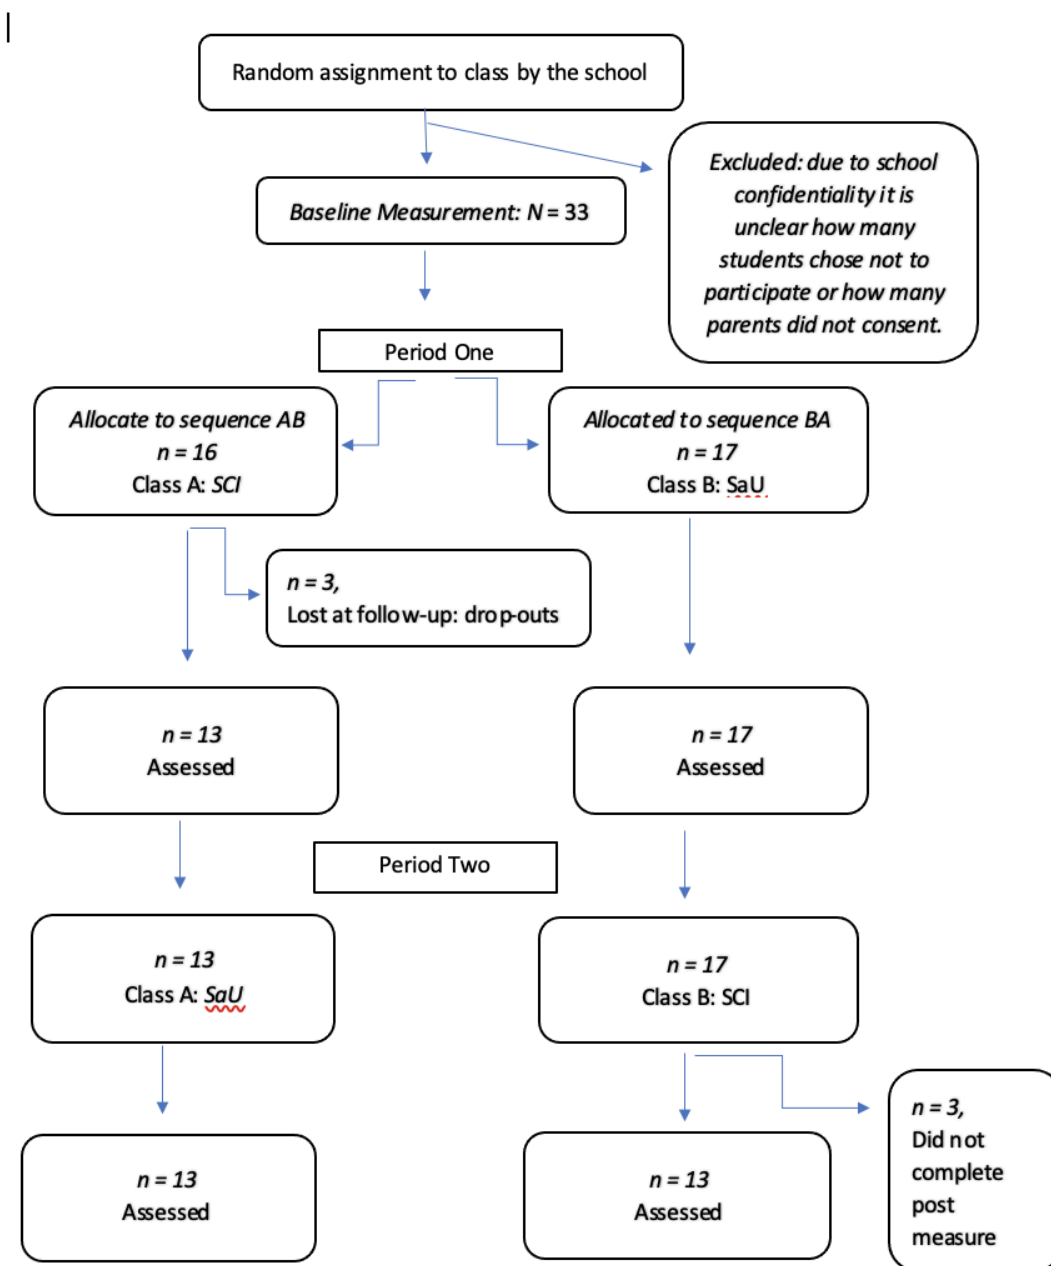 Random assignment to class by the school
Excluded: due to school
confidentiality it is
unclear how many
students chose not to
participate or how many
parents did not consent.
Baseline Measurement: N = 33
Period One
Allocate to sequence AB
n = 16
Class A: SCI
Allocated to sequence BA
n = 17
Class B: SaU
n = 3,
Lost at follow-up: drop-outs
n = 13
Assessed
n = 17
Assessed
Period Two
n = 13
Class A: SaU
n = 17
Class B: SCI
n = 13
Assessed
n = 13
Assessed
n = 3,
Did not
complete
post
measure